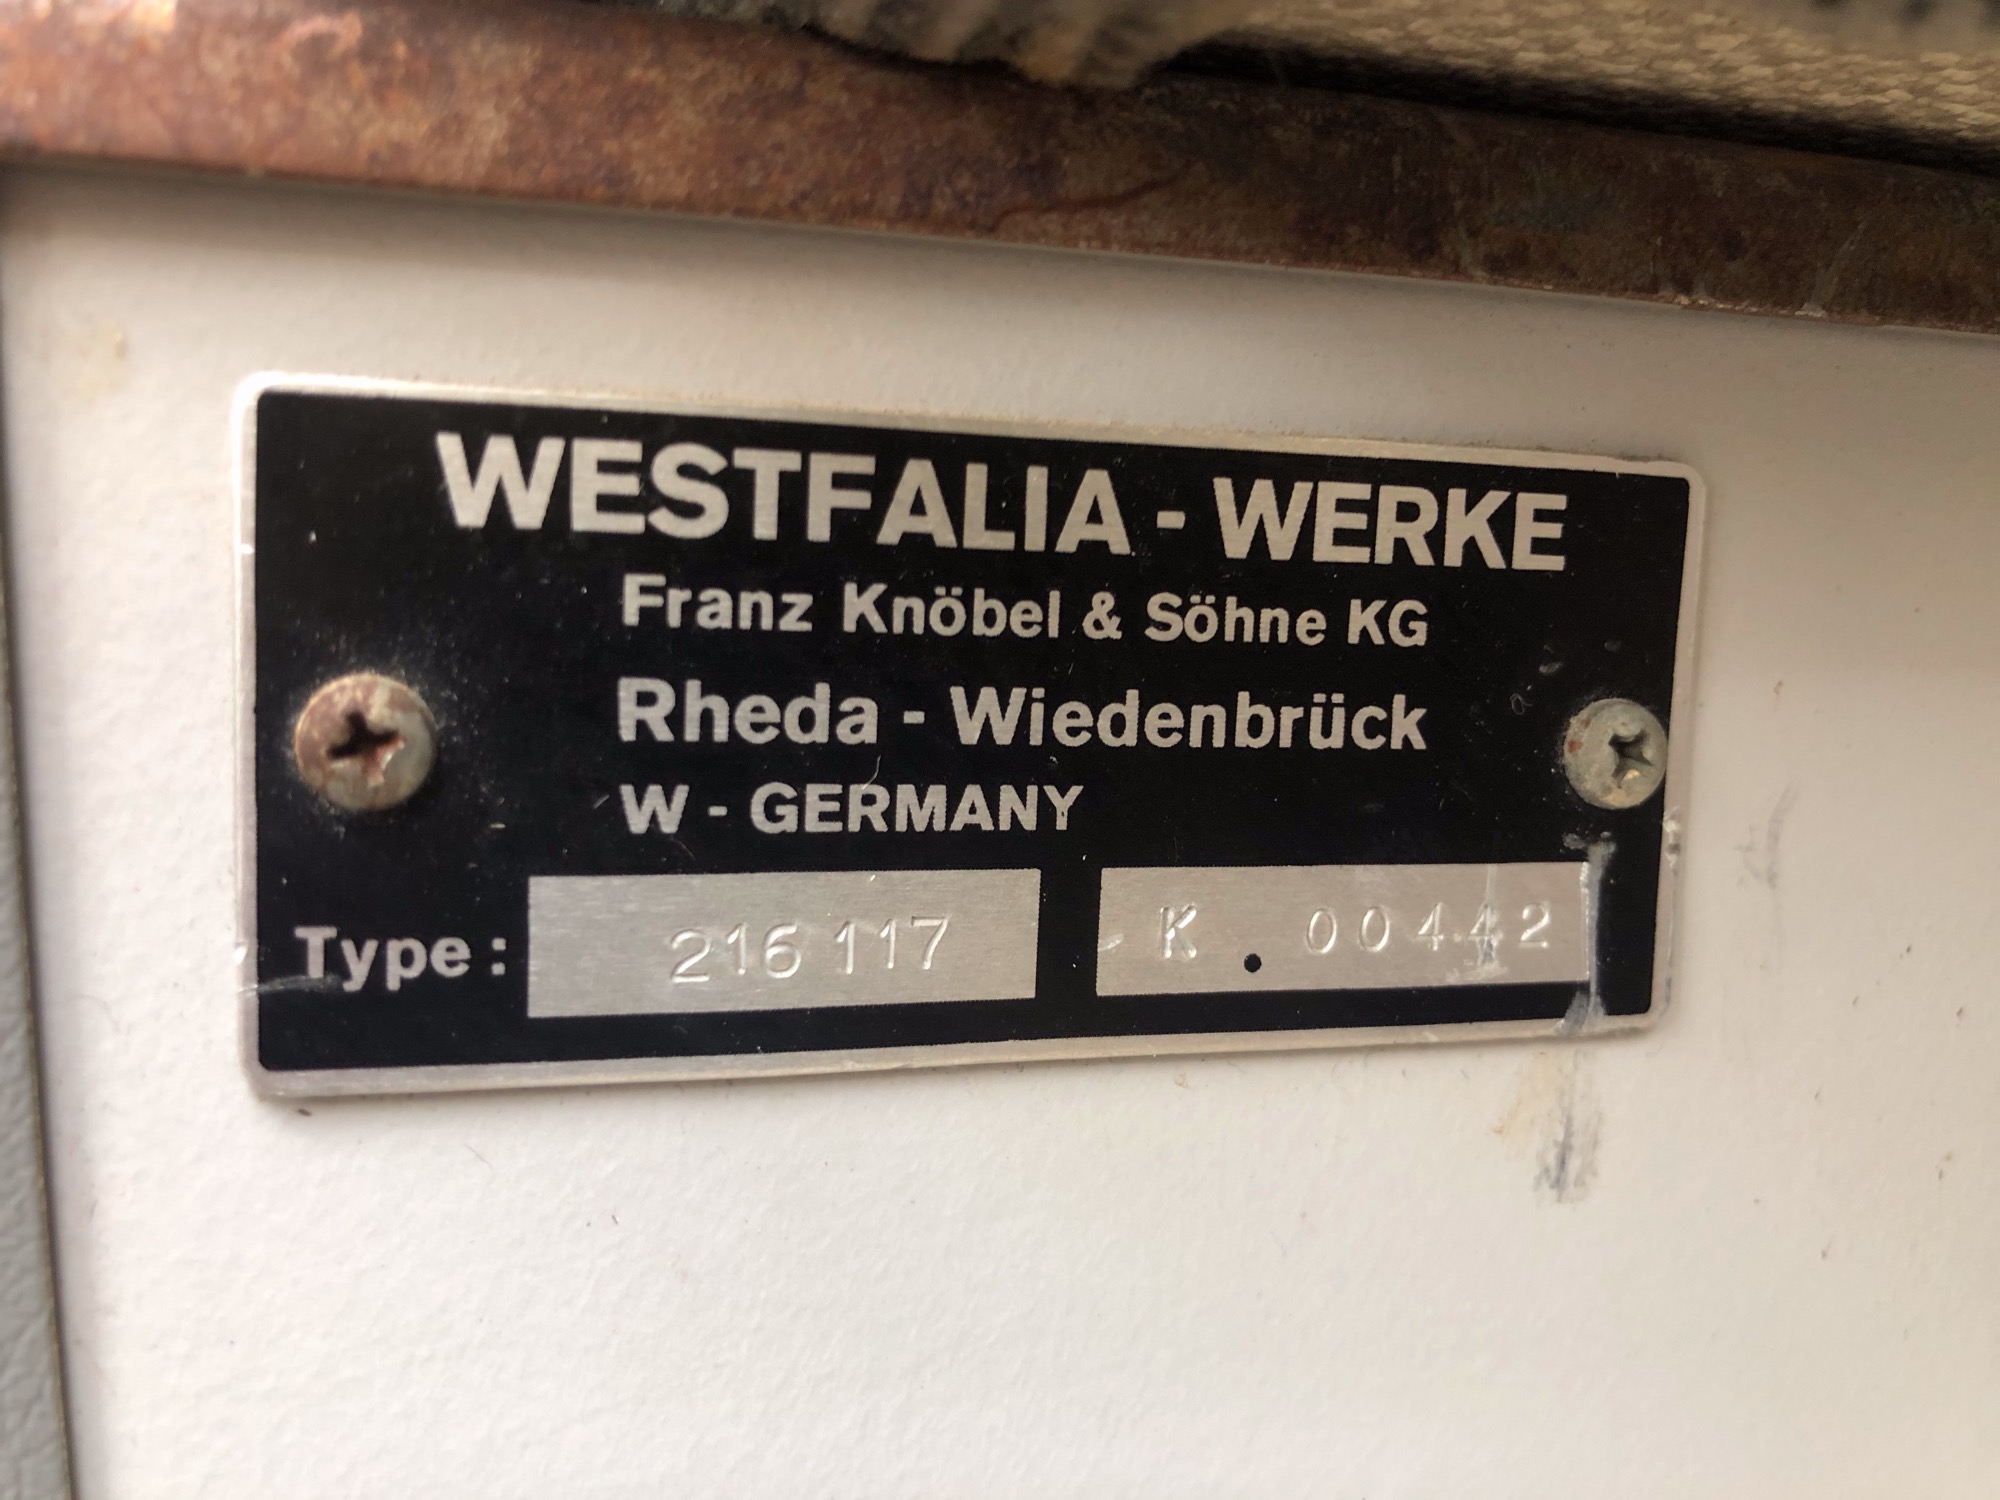 WESTFALIA - WERKE
Franz Knöbel & Söhne KG
Rheda - Wiedenbrück
W - GERMANY
Type: 216 117 K . 00442